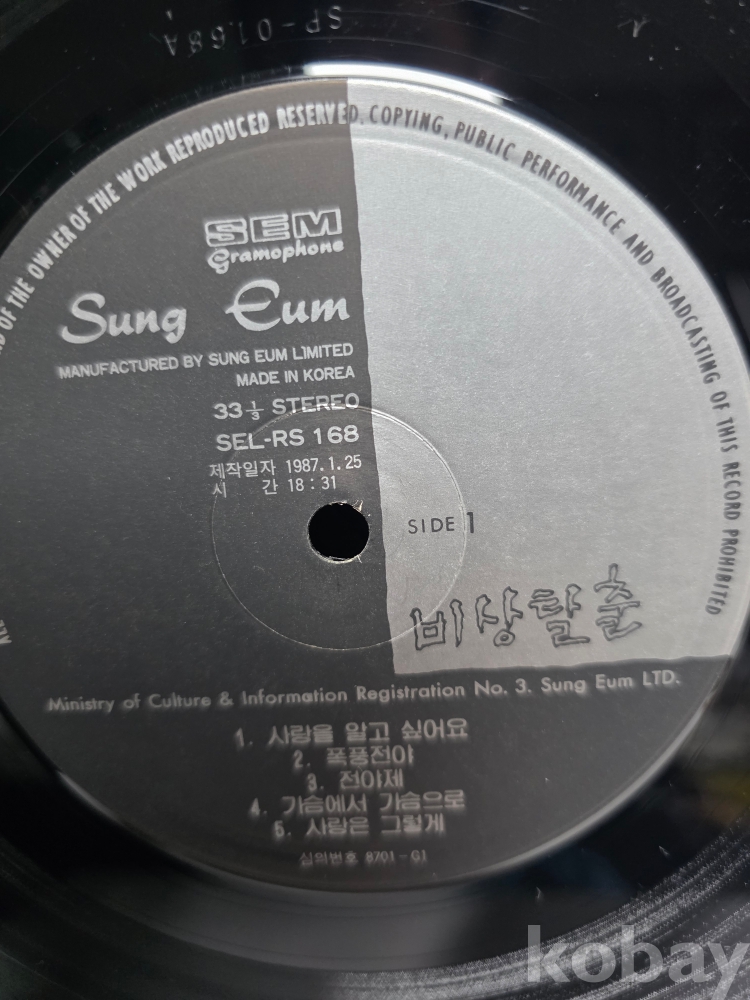 SP-0168A
D OF THE OWNER OF THE WORK REPRODUCED RESERVED. COPYING, PUBLIC PERFORMANCE AND BROADCASTING OF THIS RECORD PROHIBITED
SEM
Gramophone
Sung Eum
MANUFACTURED BY SUNG EUM LIMITED
MADE IN KOREA
33 1/3 STEREO
SEL-RS 168
제작일자 1987.1.25
시 간 18:31
SIDE 1
비상탈출
Ministry of Culture & Information Registration No. 3. Sung Eum LTD.
1. 사랑을 알고 싶어요
2. 폭풍전야
3. 전야제
4. 가슴에서 가슴으로
5. 사랑은 그렇게
심의번호 8701-G1
kobay